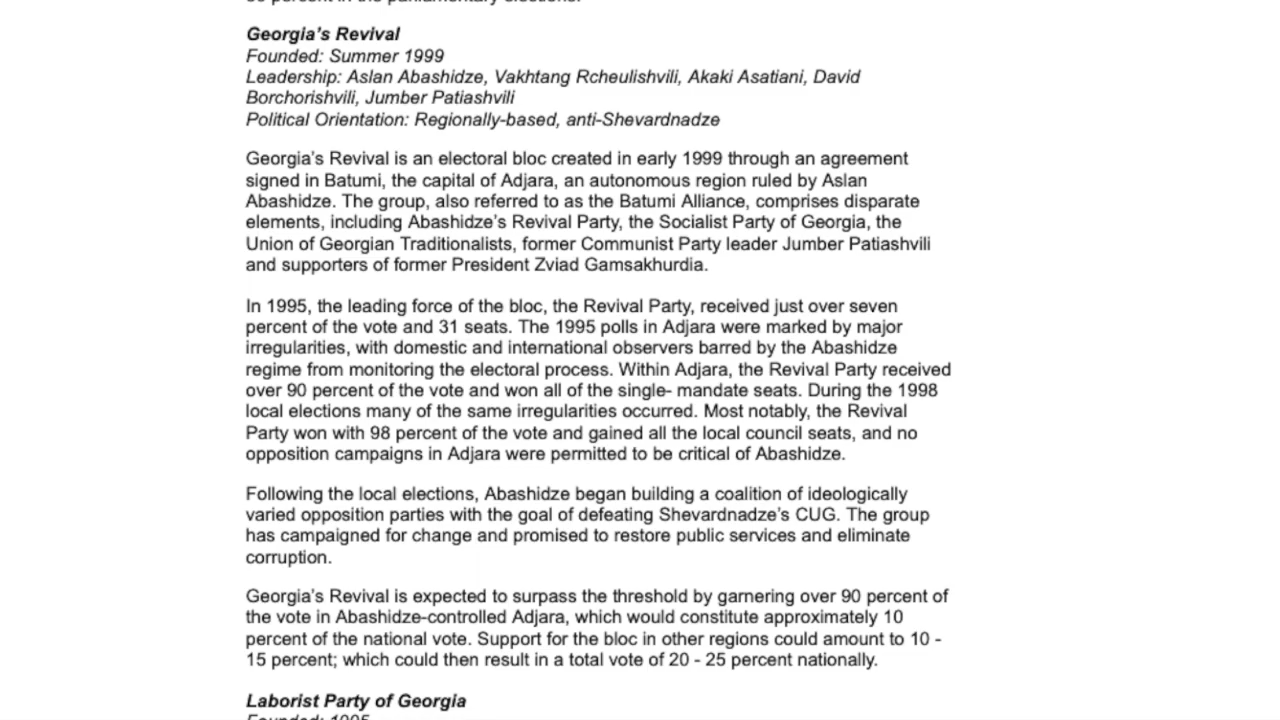 percent in the parliamentary elections.
Georgia's Revival
Founded: Summer 1999
Leadership: Aslan Abashidze, Vakhtang Rcheulishvili, Akaki Asatiani, David
Borchorishvili, Jumber Patiashvili
Political Orientation: Regionally-based, anti-Shevardnadze
Georgia's Revival is an electoral bloc created in early 1999 through an agreement
signed in Batumi, the capital of Adjara, an autonomous region ruled by Aslan
Abashidze. The group, also referred to as the Batumi Alliance, comprises disparate
elements, including Abashidze's Revival Party, the Socialist Party of Georgia, the
Union of Georgian Traditionalists, former Communist Party leader Jumber Patiashvili
and supporters of former President Zviad Gamsakhurdia.
In 1995, the leading force of the bloc, the Revival Party, received just over seven
percent of the vote and 31 seats. The 1995 polls in Adjara were marked by major
irregularities, with domestic and international observers barred by the Abashidze
regime from monitoring the electoral process. Within Adjara, the Revival Party received
over 90 percent of the vote and won all of the single- mandate seats. During the 1998
local elections many of the same irregularities occurred. Most notably, the Revival
Party won with 98 percent of the vote and gained all the local council seats, and no
opposition campaigns in Adjara were permitted to be critical of Abashidze.
Following the local elections, Abashidze began building a coalition of ideologically
varied opposition parties with the goal of defeating Shevardnadze's CUG. The group
has campaigned for change and promised to restore public services and eliminate
corruption.
Georgia's Revival is expected to surpass the threshold by garnering over 90 percent of
the vote in Abashidze-controlled Adjara, which would constitute approximately 10
percent of the national vote. Support for the bloc in other regions could amount to 10 -
15 percent; which could then result in a total vote of 20 - 25 percent nationally.
Laborist Party of Georgia
Founded: 1995